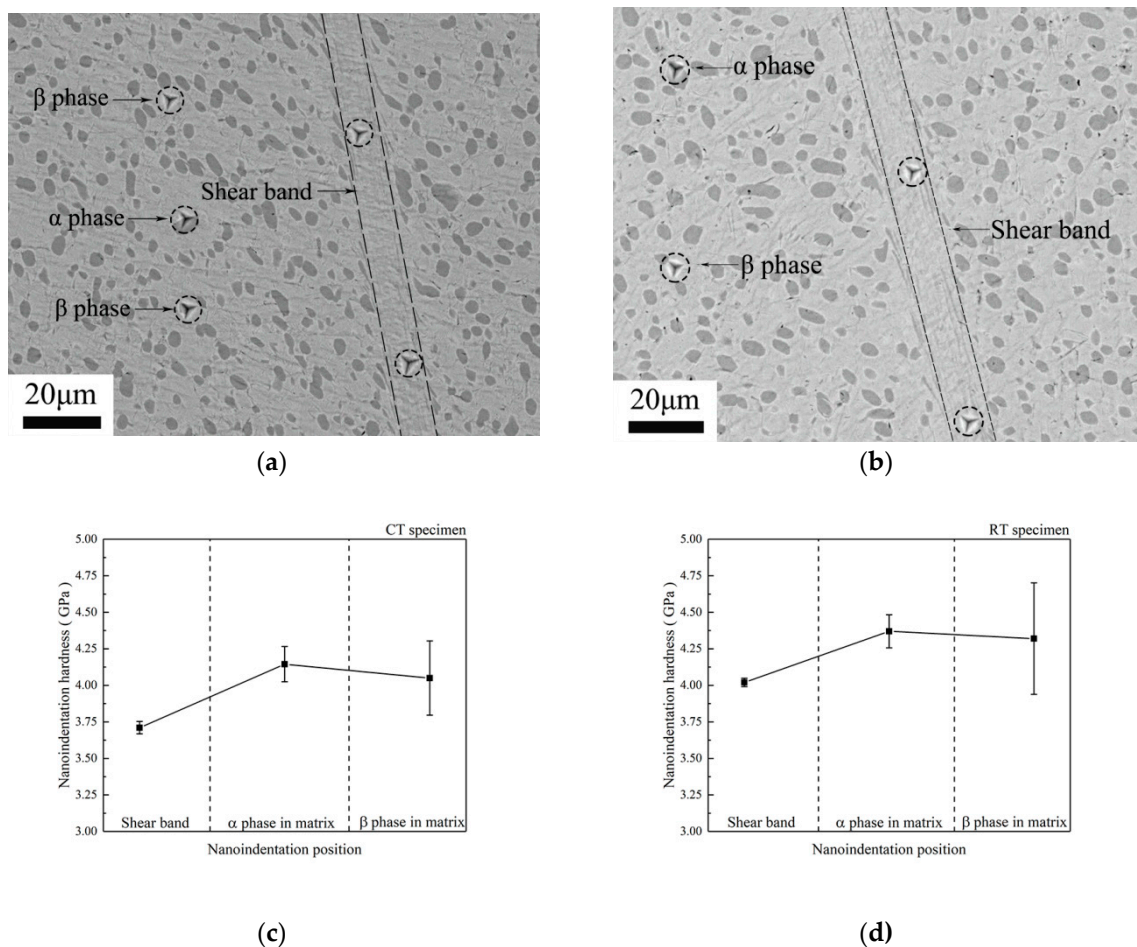 β phase
α phase
β phase
Shear band
20μm
(a)
α phase
β phase
Shear band
20μm
(b)
CT specimen
5.00
4.75
4.50
4.25
4.00
3.75
3.50
3.25
3.00
Nanoindentation hardness ( GPa )
Shear band
α phase in matrix
β phase in matrix
Nanoindentation position
(c)
RT specimen
5.00
4.75
4.50
4.25
4.00
3.75
3.50
3.25
3.00
Nanoindentation hardness ( GPa )
Shear band
α phase in matrix
β phase in matrix
Nanoindentation position
(d)